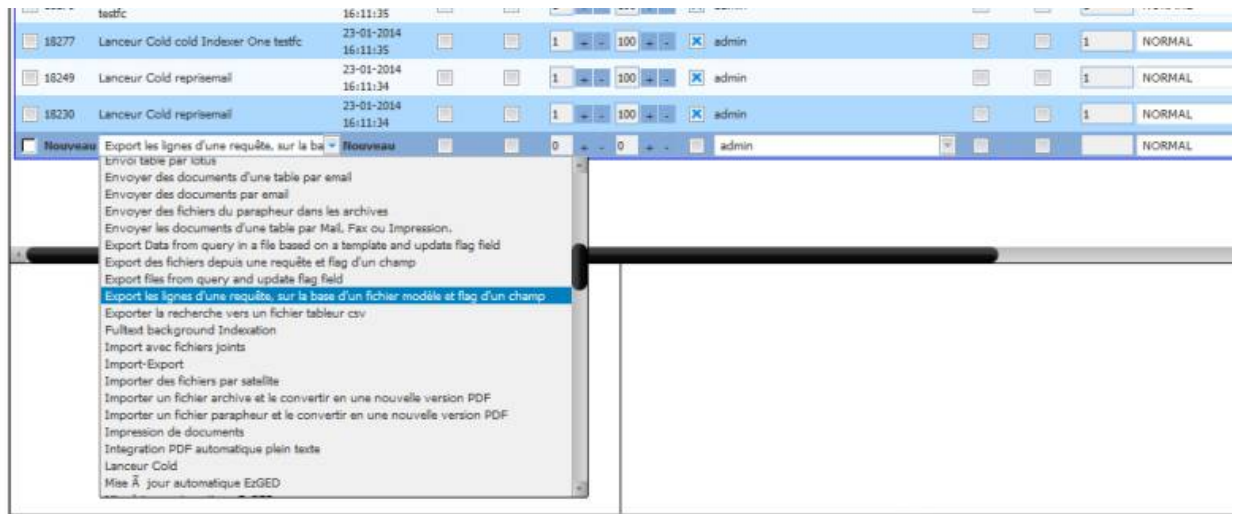 testfc 16:11:35
18277 Lanceur Cold cold Indexer One testfc 23-01-2014 16:11:35 1 + - 100 + - admin 1 NORMAL
18249 Lanceur Cold reprisemail 23-01-2014 16:11:34 1 + - 100 + - admin 1 NORMAL
18230 Lanceur Cold reprisemail 23-01-2014 16:11:34 1 + - 100 + - admin 1 NORMAL
Nouveau Export les lignes d'une requête, sur la ba Nouveau 0 + - 0 + - admin NORMAL
Envoi table par lotus
Envoyer des documents d'une table par email
Envoyer des documents par email
Envoyer des fichiers du parapheur dans les archives
Envoyer les documents d'une table par Mail, Fax ou Impression.
Export Data from query in a file based on a template and update flag field
Export des fichiers depuis une requête et flag d'un champ
Export files from query and update flag field
Export les lignes d'une requête, sur la base d'un fichier modèle et flag d'un champ
Exporter la recherche vers un fichier tableur csv
Fulltext background Indexation
Import avec fichiers joints
Import-Export
Importer des fichiers par satellite
Importer un fichier archive et le convertir en une nouvelle version PDF
Importer un fichier parapheur et le convertir en une nouvelle version PDF
Impression de documents
Integration PDF automatique plein texte
Lanceur Cold
Mise Ã jour automatique EzGED